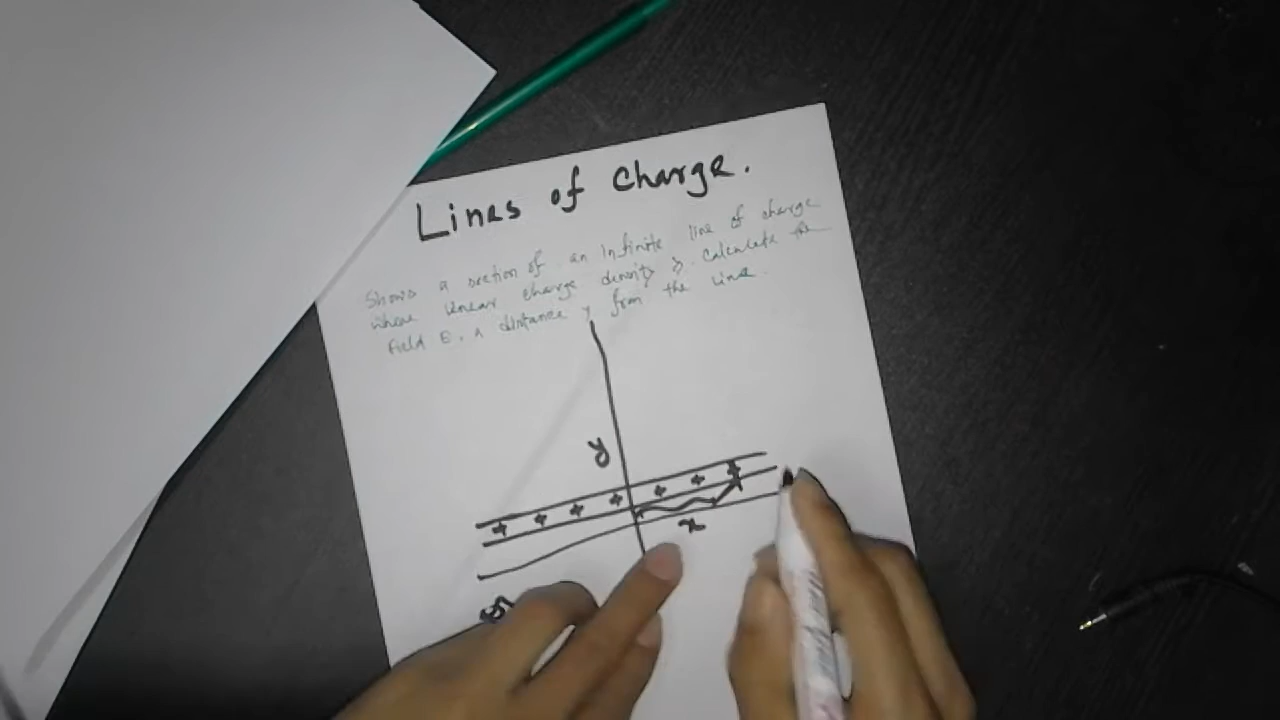 Lines of Charge.
Shows a section of an infinite line of charge
whose linear charge density λ. calculate the
field E, a distance y from the line.
y
+ + + + + + +
x